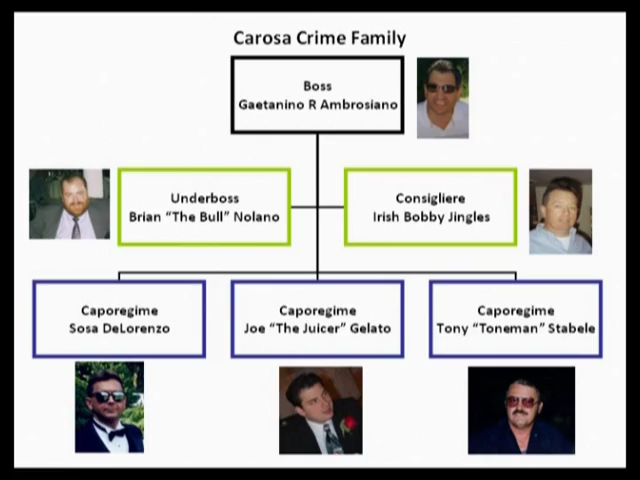 Carosa Crime Family
Boss
Gaetanino R Ambrosiano
Underboss
Brian “The Bull” Nolano
Consigliere
Irish Bobby Jingles
Caporegime
Sosa DeLorenzo
Caporegime
Joe “The Juicer” Gelato
Caporegime
Tony “Toneman” Stabele